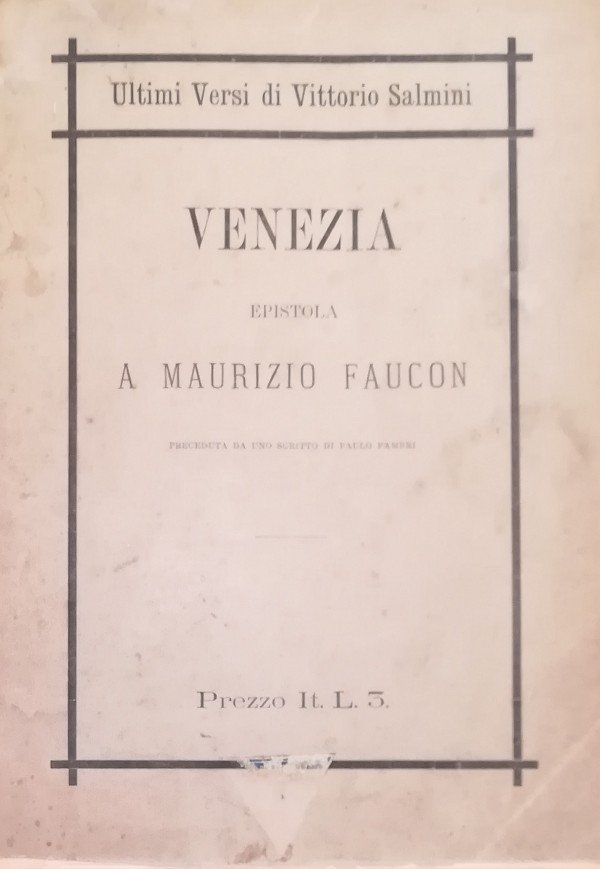 Ultimi Versi di Vittorio Salmini
VENEZIA
EPISTOLA
A MAURIZIO FAUCON
PRECEDUTA DA UNO SCRITTO DI PAULO FAMBRI
Prezzo It. L. 3.